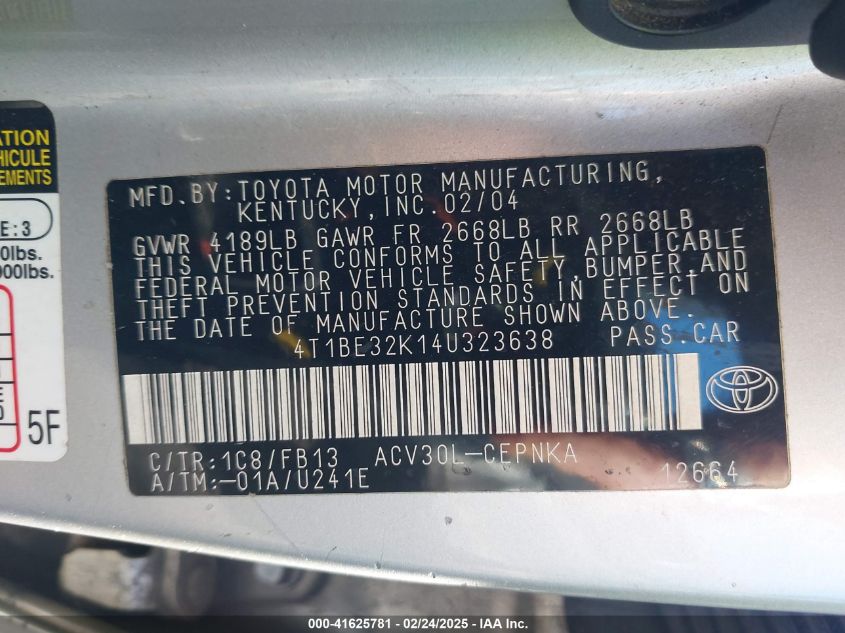 ATION
HICULE
EMENTS
E:3
0lbs.
000lbs.
E
D
5F
MFD.BY:TOYOTA MOTOR MANUFACTURING,
KENTUCKY,INC.02/04
GVWR 4189LB GAWR FR 2668LB RR 2668LB
THIS VEHICLE CONFORMS TO ALL APPLICABLE
FEDERAL MOTOR VEHICLE SAFETY,BUMPER,AND
THEFT PREVENTION STANDARDS IN EFFECT ON
THE DATE OF MANUFACTURE SHOWN ABOVE.
4T1BE32K14U323638 PASS.CAR
C/TR:1C8/FB13 ACV30L-CEPNKA
A/TM:-01A/U241E 12664
000-41625781 - 02/24/2025 - IAA Inc.